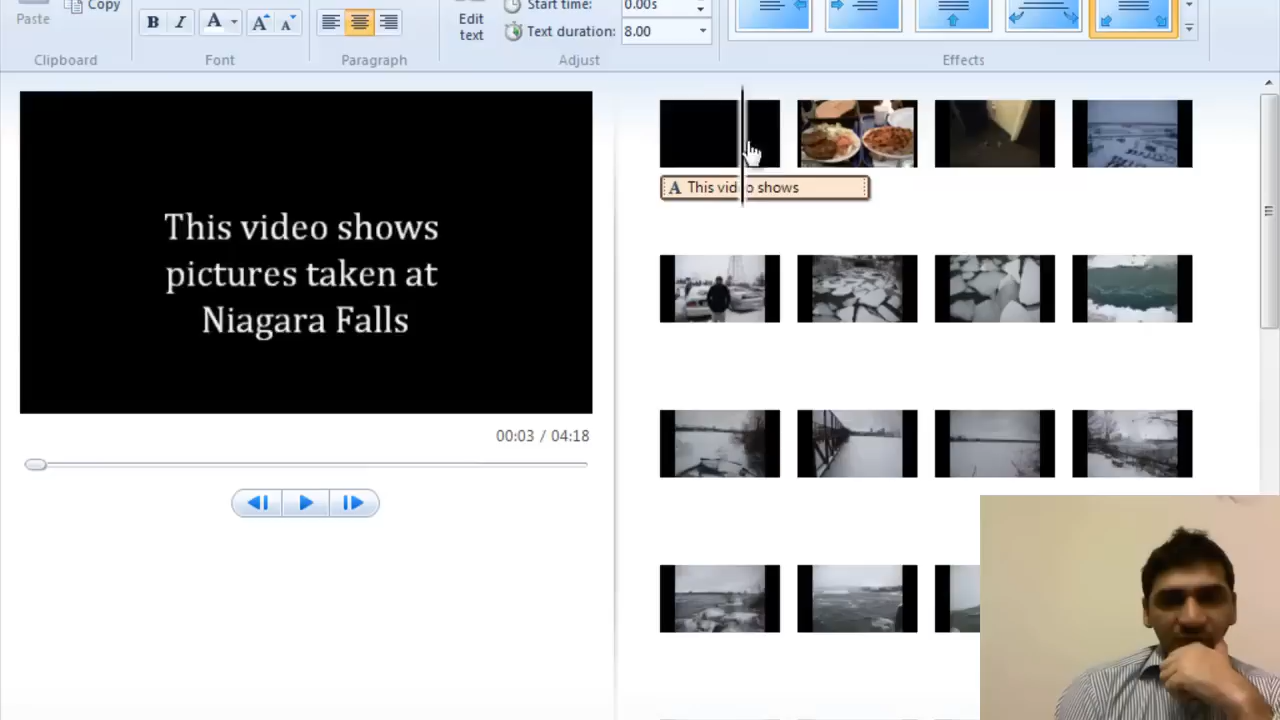 Paste
Copy
Clipboard
B I A A A
Font
Paragraph
Edit
text
Start time:
0.00s
Text duration:
8.00
Adjust
Effects
This video shows
pictures taken at
Niagara Falls
00:03 / 04:18
A This video shows